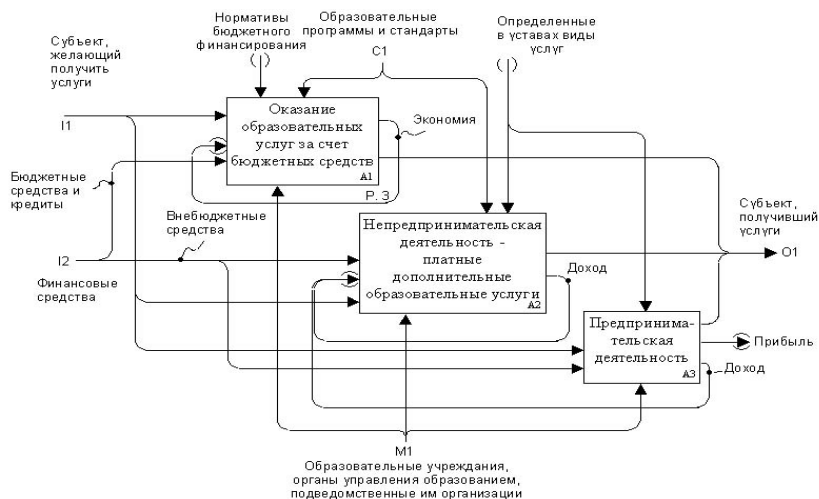 Нормативы
бюджетного
финансирования
Образовательные
программы и стандарты
C1
Определенные
в уставах виды
услуг
Субъект,
желающий
получить
услуги
I1
Оказание
образовательных
услуг за счет
бюджетных средств
A1
Экономия
P.3
Бюджетные
средства и
кредиты
Внебюджетные
средства
I2
Финансовые
средства
Непредпринимательская
деятельность -
платные
дополнительные
образовательные услуги
A2
Доход
Субъект,
получивший
услуги
O1
Предпринима-
тельская
деятельность
A3
Прибыль
Доход
M1
Образовательные учреждения,
органы управления образованием,
подведомственные им организации